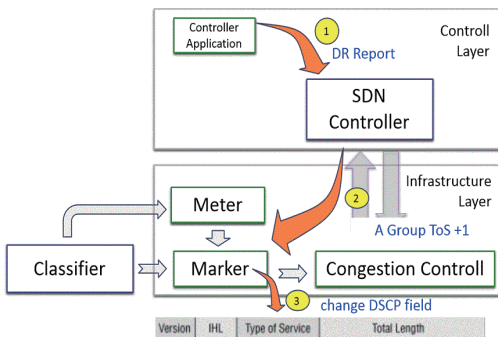 Controller
Application
1
DR Report
Controll
Layer
SDN
Controller
Infrastructure
Layer
2
Meter
A Group ToS +1
Classifier
Marker
Congestion Controll
3
change DSCP field
Version IHL Type of Service Total Length